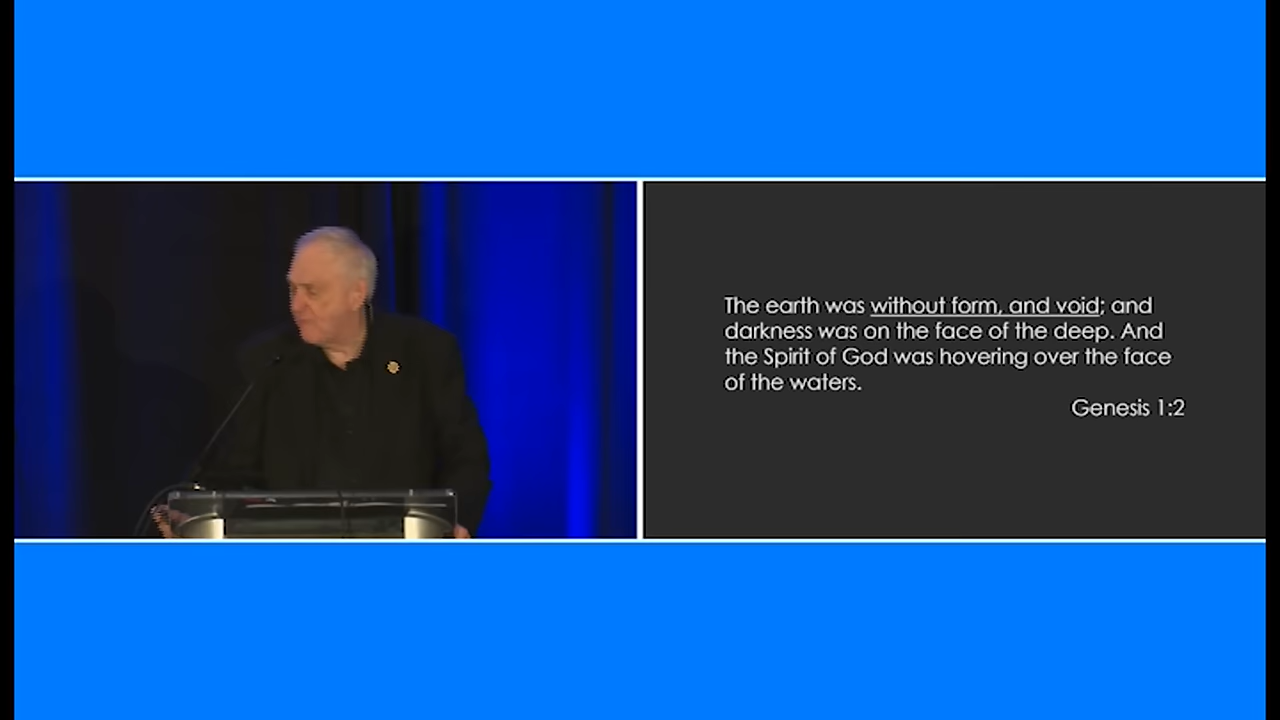 The earth was without form, and void; and
darkness was on the face of the deep. And
the Spirit of God was hovering over the face
of the waters.
Genesis 1:2